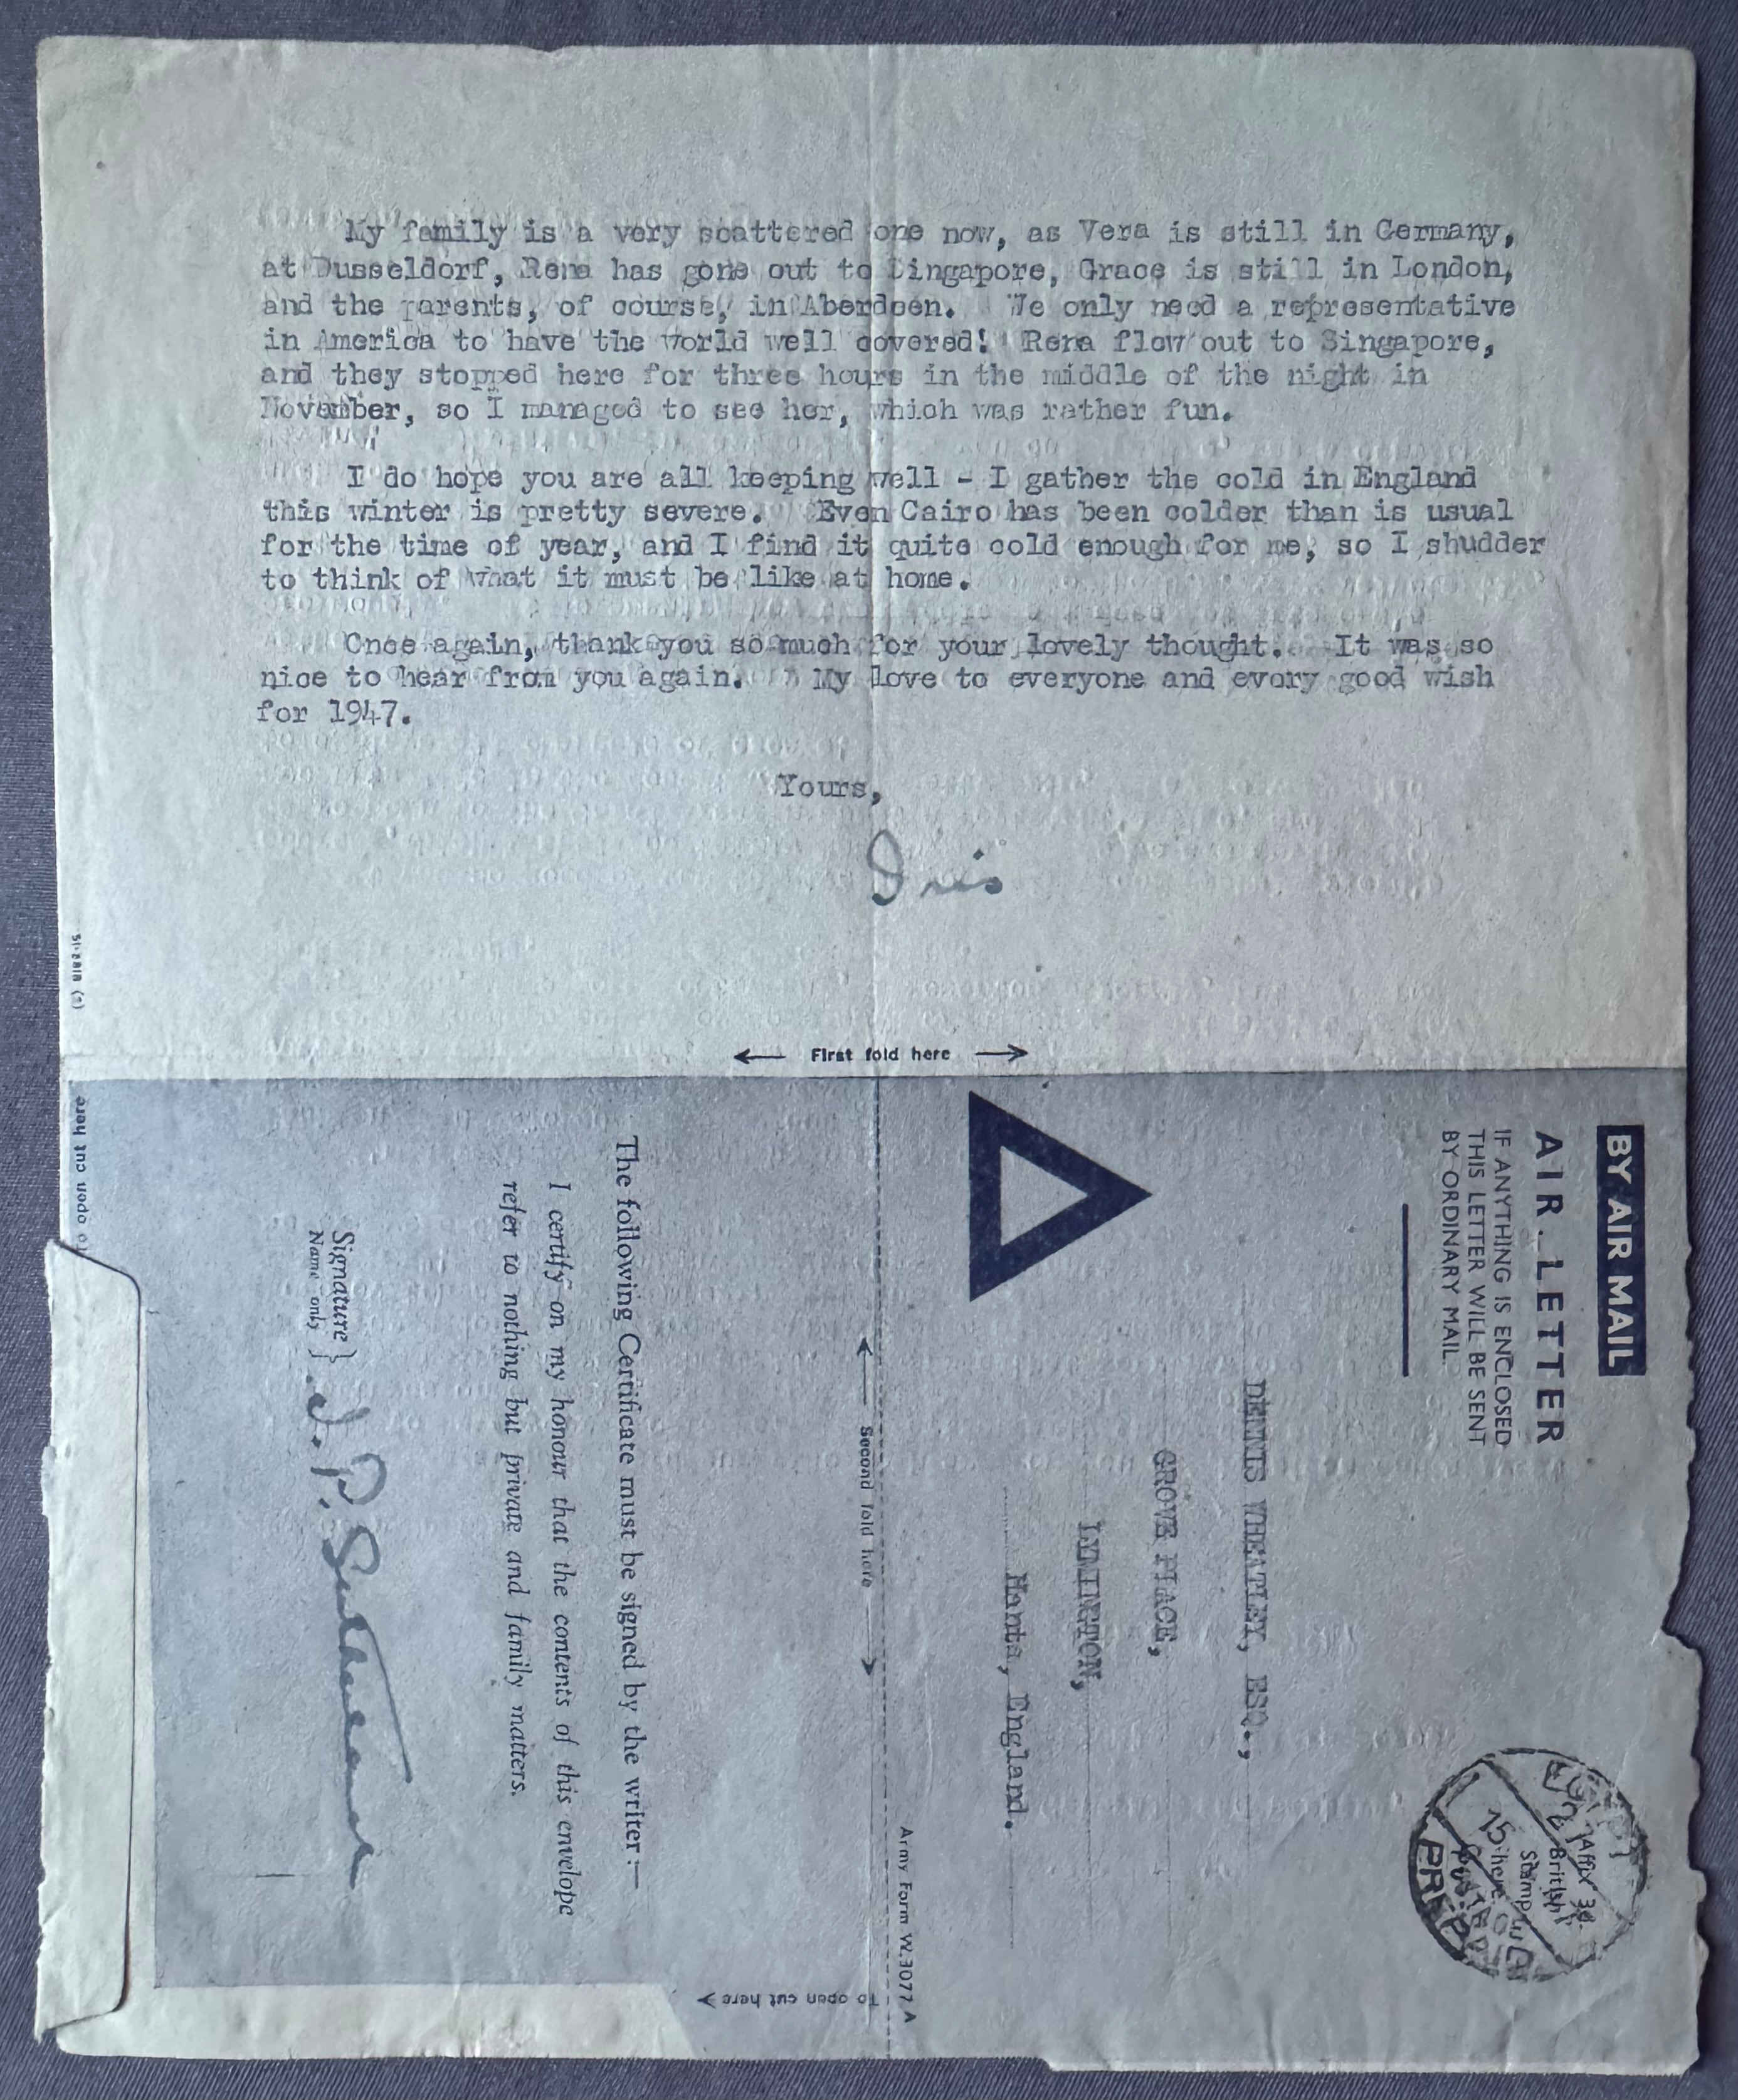 My family is a very scattered one now, as Vera is still in Germany,
at Dusseldorf, Rena has gone out to Singapore, Grace is still in London,
and the parents, of course, in Aberdeen. We only need a representative
in America to have the world well covered! Rena flew out to Singapore,
and they stopped here for three hours in the middle of the night in
November, so I managed to see her, which was rather fun.
I do hope you are all keeping well - I gather the cold in England
this winter is pretty severe. Even Cairo has been colder than is usual
for the time of year, and I find it quite cold enough for me, so I shudder
to think of what it must be like at home.
Once again, thank you so much for your lovely thought. It was so
nice to hear from you again. My love to everyone and every good wish
for 1947.
Yours,
Iris
← First fold here →
BY AIR MAIL
AIR LETTER
IF ANYTHING IS ENCLOSED
THIS LETTER WILL BE SENT
BY ORDINARY MAIL.
EGYPT
Affix 3d.
British
Stamp
here
15
PREPAID
DENNIS WHEATLEY, ESQ.,
GROVE PLACE,
LYMINGTON,
Hants, England.
Army Form W.3077 A
← Second fold here →
To open cut here
The following Certificate must be signed by the writer:—
I certify on my honour that the contents of this envelope
refer to nothing but private and family matters.
Signature }
Name only
I. P. Sutherland
To open cut here